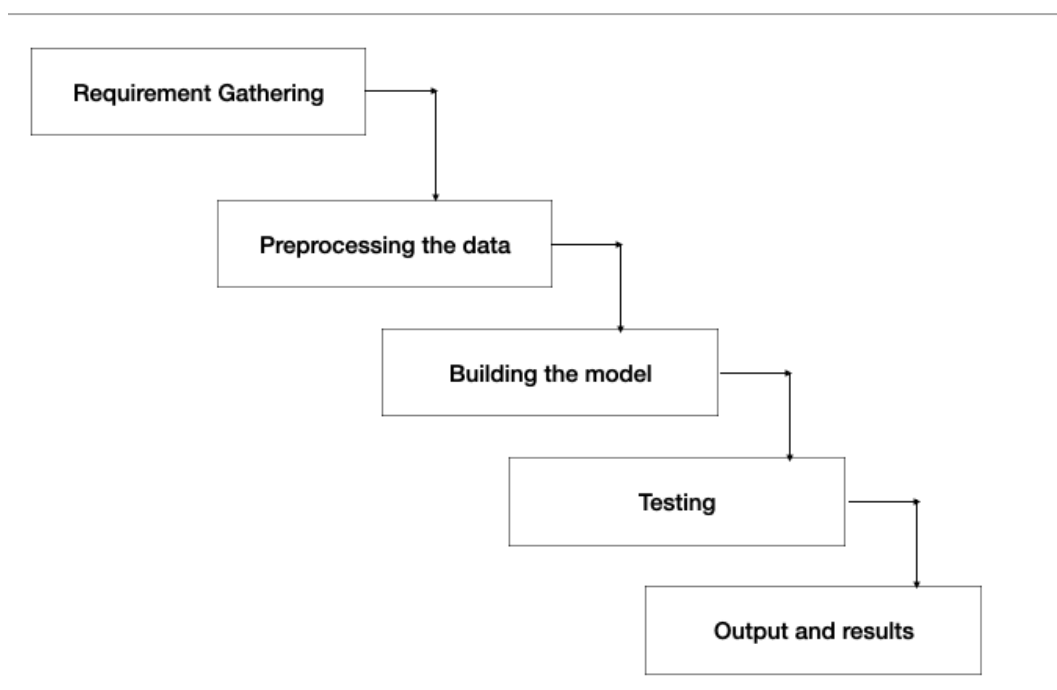 Requirement Gathering
Preprocessing the data
Building the model
Testing
Output and results